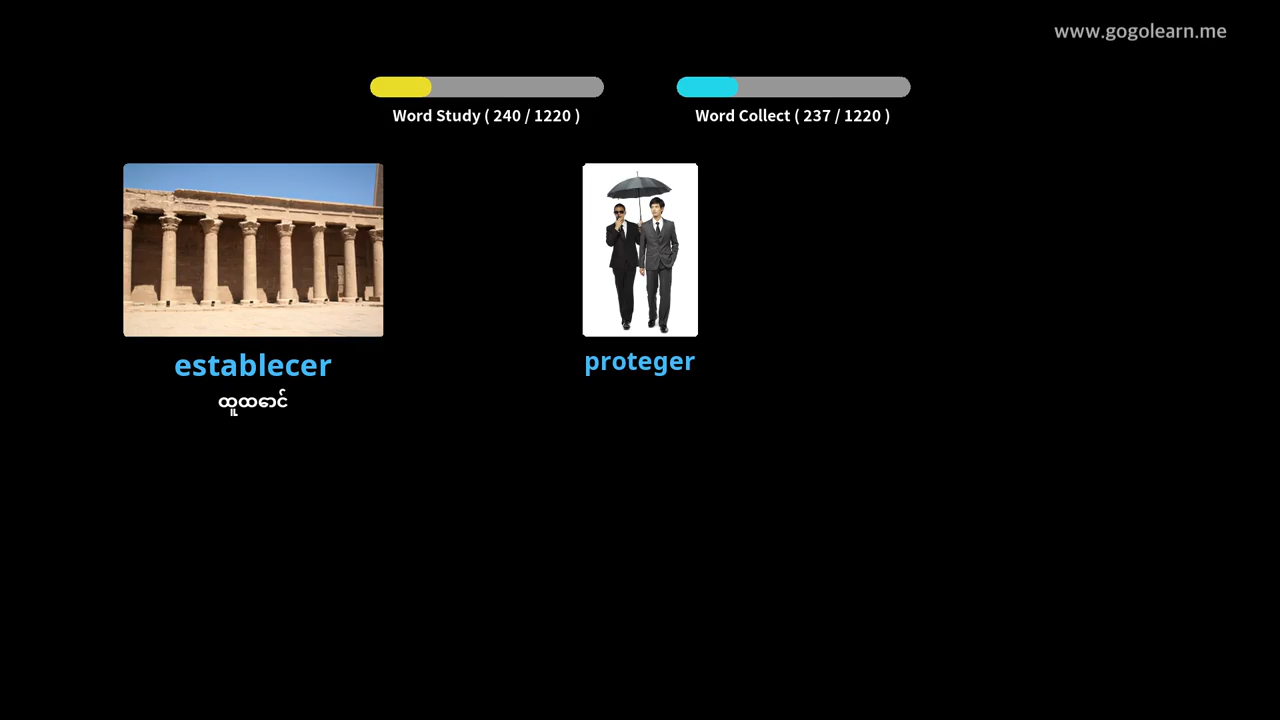 www.gogolearn.me
Word Study ( 240 / 1220 )
Word Collect ( 237 / 1220 )
establecer
ထူထောင်
proteger